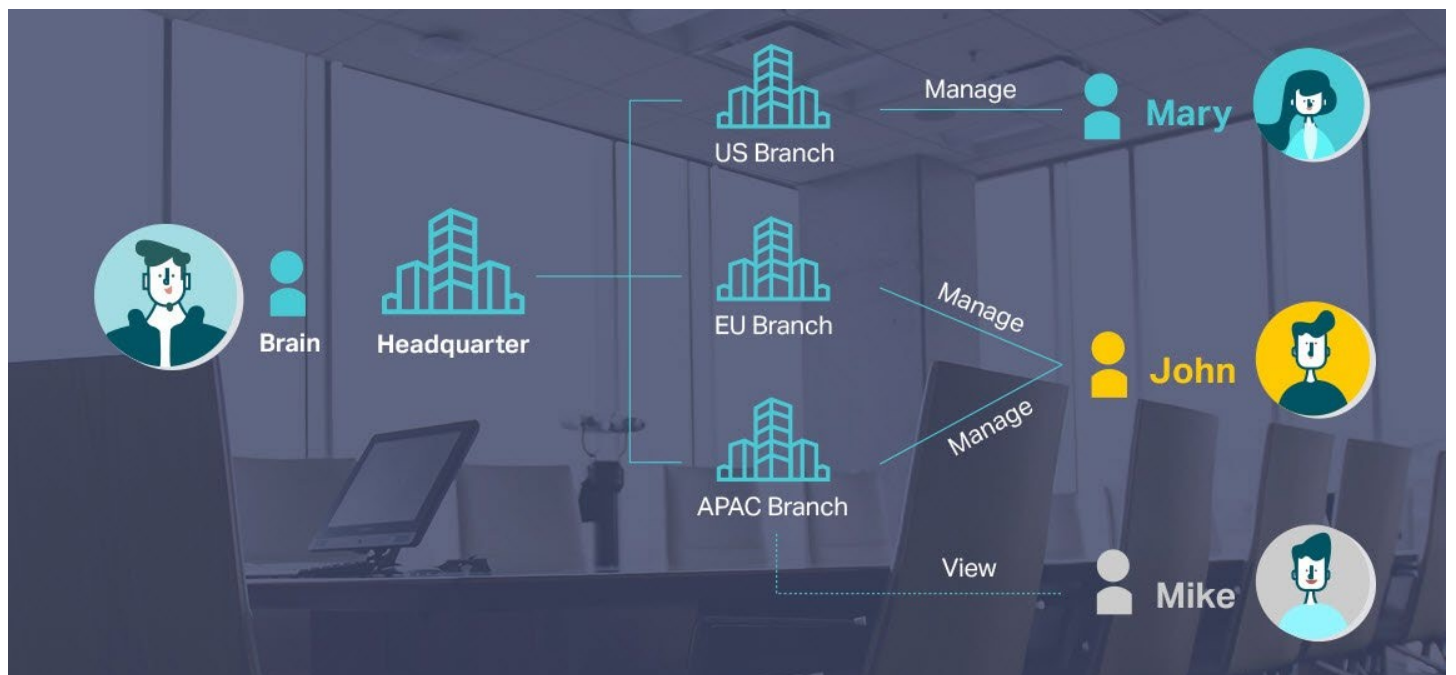 US Branch
Manage
Mary
Brain
Headquarter
EU Branch
Manage
John
Manage
APAC Branch
View
Mike